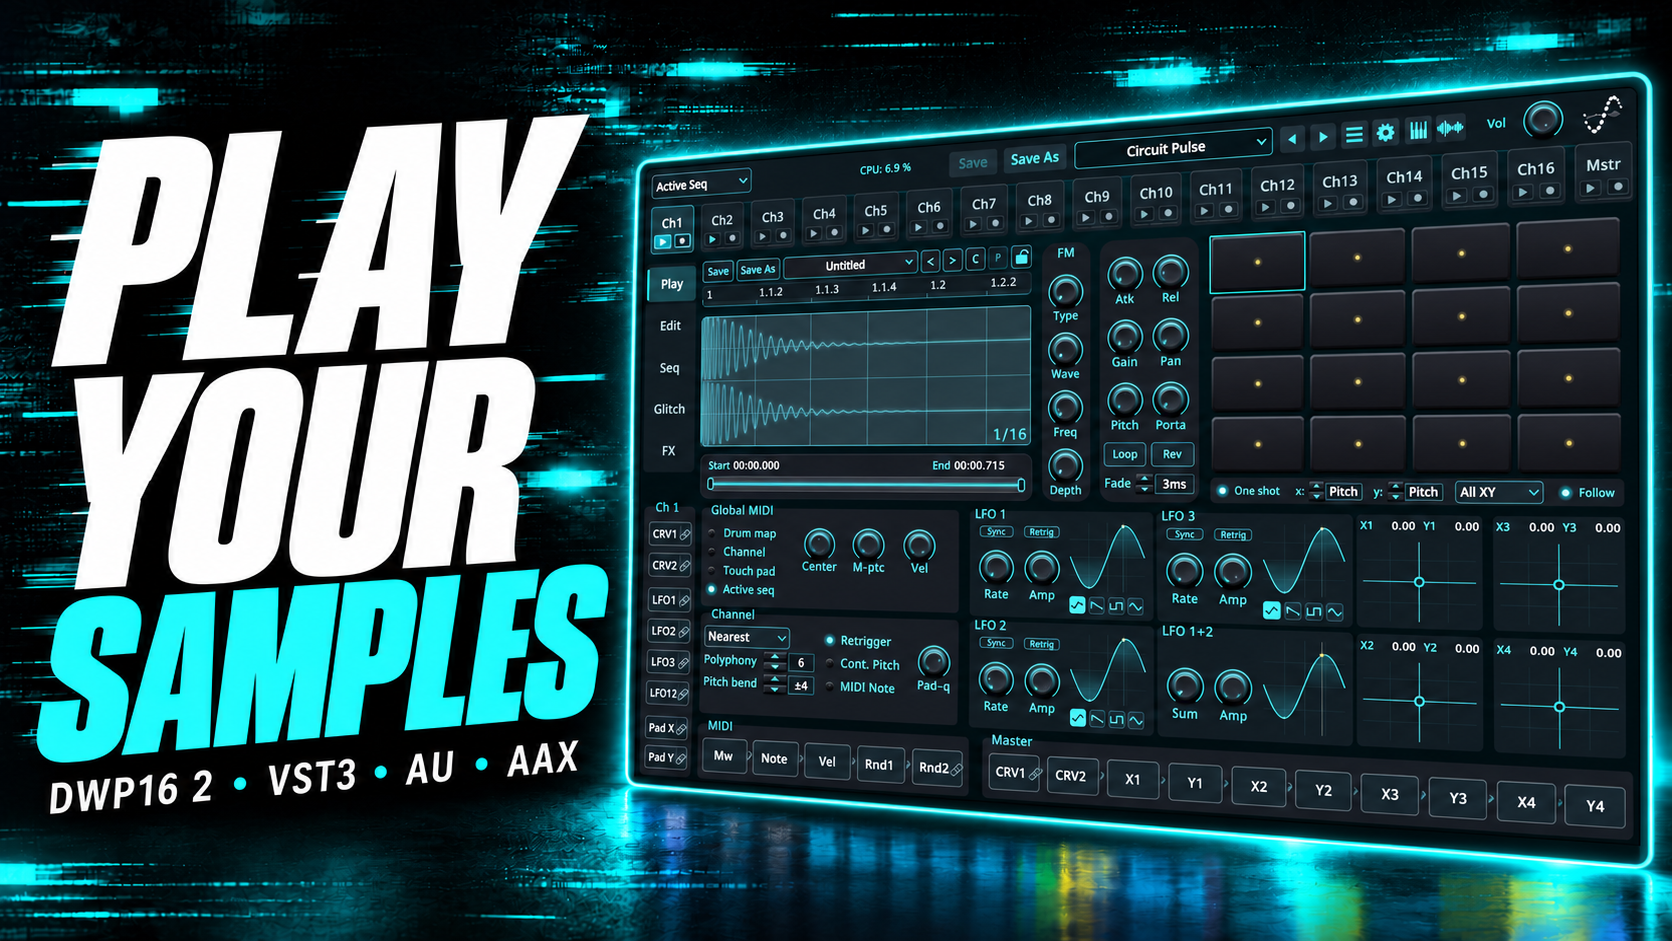 PLAY
YOUR
SAMPLES
DWP16 2 • VST3 • AU • AAX
Active Seq
CPU: 6.9 %
Save
Save As
Circuit Pulse
Vol
Ch1
Ch2
Ch3
Ch4
Ch5
Ch6
Ch7
Ch8
Ch9
Ch10
Ch11
Ch12
Ch13
Ch14
Ch15
Ch16
Mstr
Play
Edit
Seq
Glitch
FX
Save
Save As
Untitled
<
>
C
P
1
1.1.2
1.1.3
1.1.4
1.2
1.2.2
1/16
Start 00:00.000
End 00:00.715
FM
Type
Wave
Freq
Depth
Atk
Rel
Gain
Pan
Pitch
Porta
Loop
Rev
Fade
3ms
One shot
x: Pitch
y: Pitch
All XY
Follow
Ch 1
CRV1
CRV2
LFO1
LFO2
LFO3
LFO12
Pad X
Pad Y
Global MIDI
Drum map
Channel
Touch pad
Active seq
Center
M-ptc
Vel
Channel
Nearest
Polyphony 6
Pitch bend ±4
Retrigger
Cont. Pitch
MIDI Note
Pad-q
MIDI
Mw
Note
Vel
Rnd1
Rnd2
LFO 1
Sync
Retrig
Rate
Amp
LFO 2
Sync
Retrig
Rate
Amp
LFO 3
Sync
Retrig
Rate
Amp
LFO 1+2
Sum
Amp
X1 0.00 Y1 0.00
X3 0.00 Y3 0.00
X2 0.00 Y2 0.00
X4 0.00 Y4 0.00
Master
CRV1
CRV2
X1
Y1
X2
Y2
X3
Y3
X4
Y4